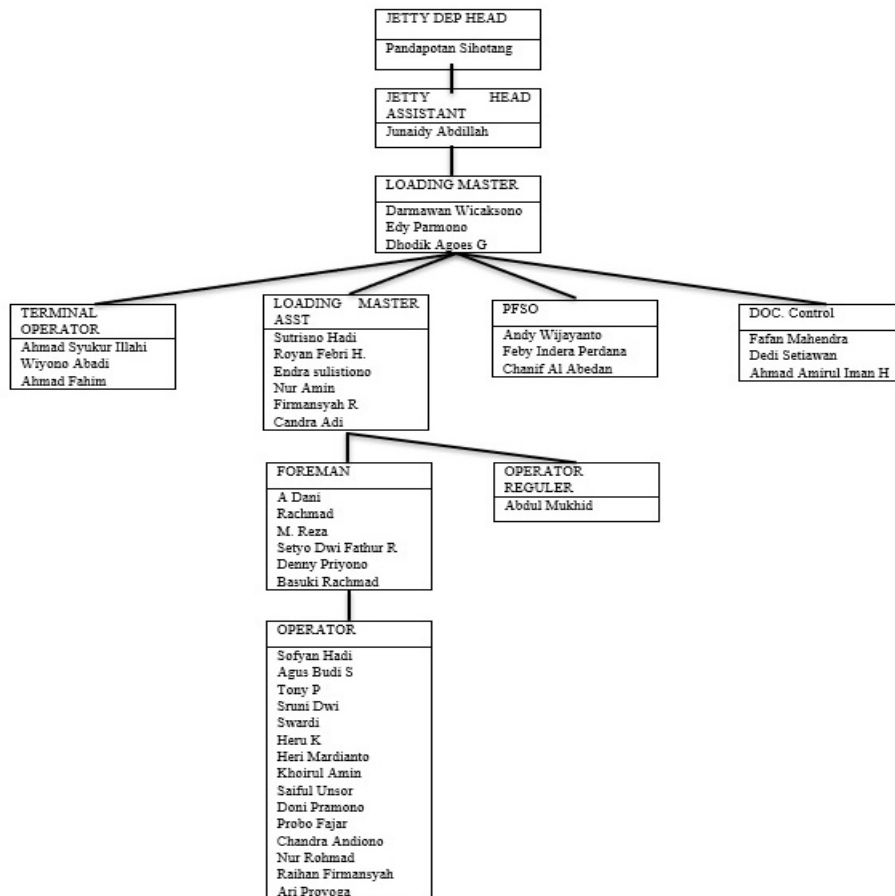 JETTY DEP HEAD
Pandapotan Sihotang
JETTY HEAD
ASSISTANT
Junaidy Abdillah
LOADING MASTER
Darmawan Wicaksono
Edy Parmono
Dhodik Agoes G
TERMINAL
OPERATOR
Ahmad Syukur Illahi
Wiyono Abadi
Ahmad Fahim
LOADING MASTER
ASST
Sutrisno Hadi
Royan Febri H.
Endra sulistiono
Nur Amin
Firmansyah R
Candra Adi
PFSO
Andy Wijayanto
Feby Indera Perdana
Chanif Al Abedan
DOC. Control
Fafan Mahendra
Dedi Setiawan
Ahmad Amirul Iman H
FOREMAN
A Dani
Rachmad
M. Reza
Setyo Dwi Fathur R
Denny Priyono
Basuki Rachmad
OPERATOR
REGULER
Abdul Mukhid
OPERATOR
Sofyan Hadi
Agus Budi S
Tony P
Sruni Dwi
Swardi
Heru K
Heri Mardianto
Khoirul Amin
Saiful Unsor
Doni Pramono
Probo Fajar
Chandra Andiono
Nur Rohmad
Raihan Firmansyah
Ari Proyoga